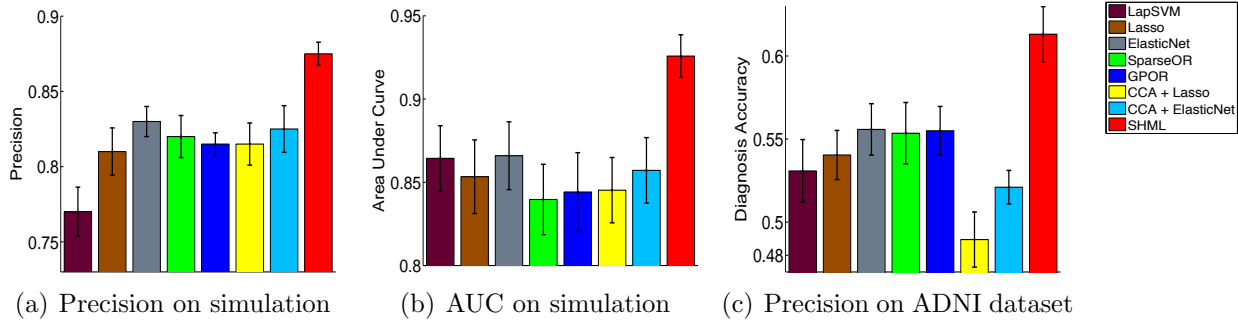 0.9
0.85
0.8
0.75
Precision
0.95
0.9
0.85
0.8
Area Under Curve
0.6
0.55
0.5
0.48
Diagnosis Accuracy
LapSVM
Lasso
ElasticNet
SparseOR
GPOR
CCA + Lasso
CCA + ElasticNet
SHML
(a) Precision on simulation
(b) AUC on simulation
(c) Precision on ADNI dataset